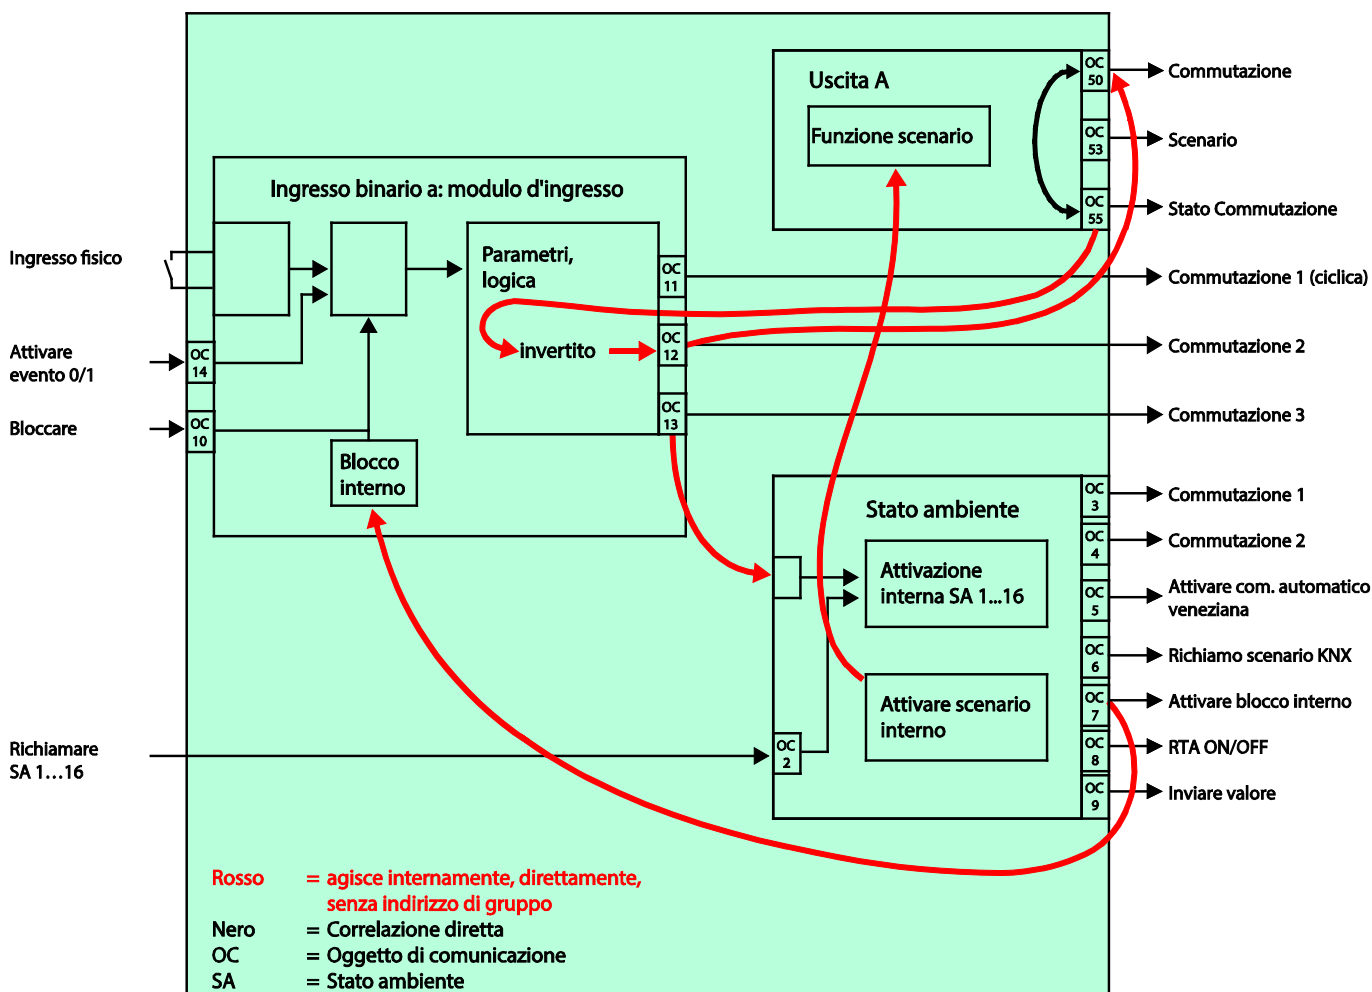 Uscita A
Funzione scenario
OC
50
Commutazione
OC
53
Scenario
OC
55
Stato Commutazione
Ingresso binario a: modulo d'ingresso
Ingresso fisico
Parametri,
logica
invertito
OC
11
Commutazione 1 (ciclica)
OC
12
Commutazione 2
OC
13
Commutazione 3
Attivare
evento 0/1
OC
14
Bloccare
OC
10
Blocco
interno
Stato ambiente
Attivazione
interna SA 1...16
Attivare scenario
interno
OC
3
Commutazione 1
OC
4
Commutazione 2
OC
5
Attivare com. automatico
veneziana
OC
6
Richiamo scenario KNX
OC
7
Attivare blocco interno
OC
8
RTA ON/OFF
OC
9
Inviare valore
Richiamare
SA 1…16
OC
2
Rosso = agisce internamente, direttamente,
senza indirizzo di gruppo
Nero = Correlazione diretta
OC = Oggetto di comunicazione
SA = Stato ambiente